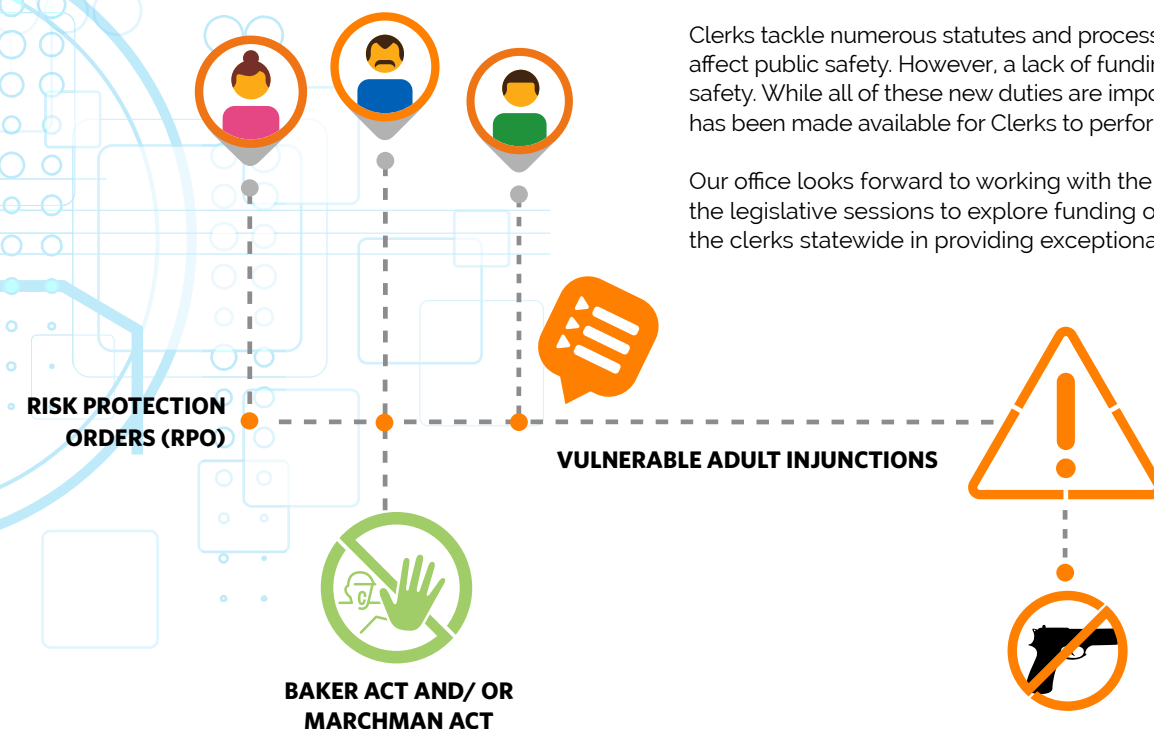 Clerks tackle numerous statutes and process
affect public safety. However, a lack of fundin
safety. While all of these new duties are impo
has been made available for Clerks to perfor
Our office looks forward to working with the
the legislative sessions to explore funding o
the clerks statewide in providing exceptiona
RISK PROTECTION
ORDERS (RPO)
VULNERABLE ADULT INJUNCTIONS
BAKER ACT AND/ OR
MARCHMAN ACT